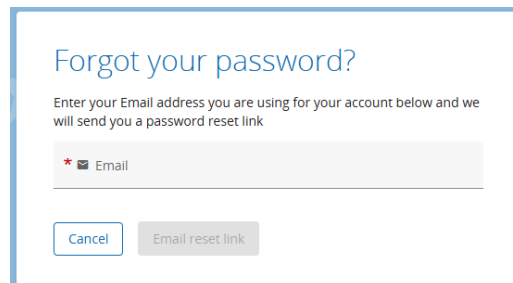 Forgot your password?
Enter your Email address you are using for your account below and we
will send you a password reset link
* Email
Cancel
Email reset link